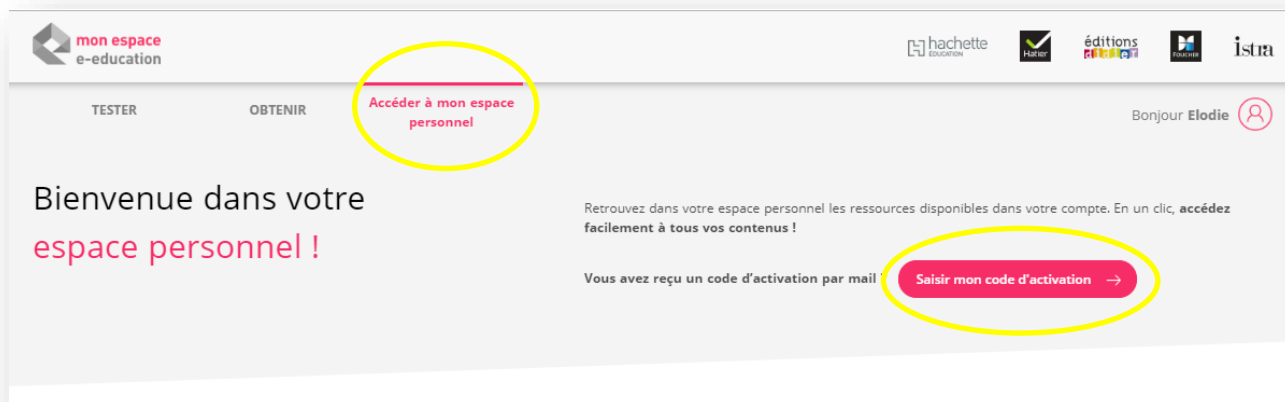 mon espace
e-education
hachette
ÉDUCATION
Hatier
éditions
didier
FOUCHER
istra
TESTER
OBTENIR
Accéder à mon espace
personnel
Bonjour Elodie
Bienvenue dans votre
espace personnel !
Retrouvez dans votre espace personnel les ressources disponibles dans votre compte. En un clic, accédez
facilement à tous vos contenus !
Vous avez reçu un code d'activation par mail ?
Saisir mon code d'activation →